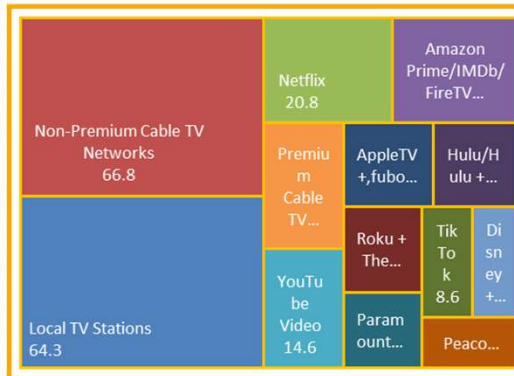 Non-Premium Cable TV
Networks
66.8
Local TV Stations
64.3
Netflix
20.8
Amazon
Prime/IMDb/
FireTV...
Premiu
m
Cable
TV...
AppleTV
+,fubo...
Hulu/H
ulu +...
Roku +
The...
Tik
To
k
8.6
Di
sn
ey
+...
YouTu
be
Video
14.6
Param
ount...
Peaco...